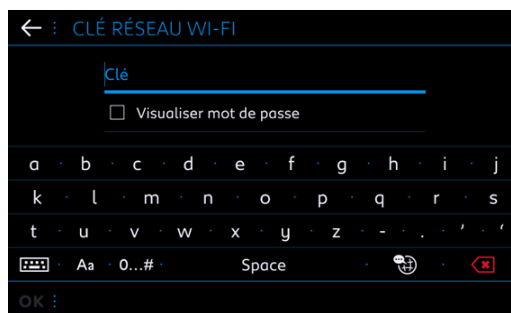 CLÉ RÉSEAU WI-FI
Clé
Visualiser mot de passe
a b c d e f g h i j
k l m n o p q r s
t u v w x y z - . ’ ‘
Aa 0...# Space
OK